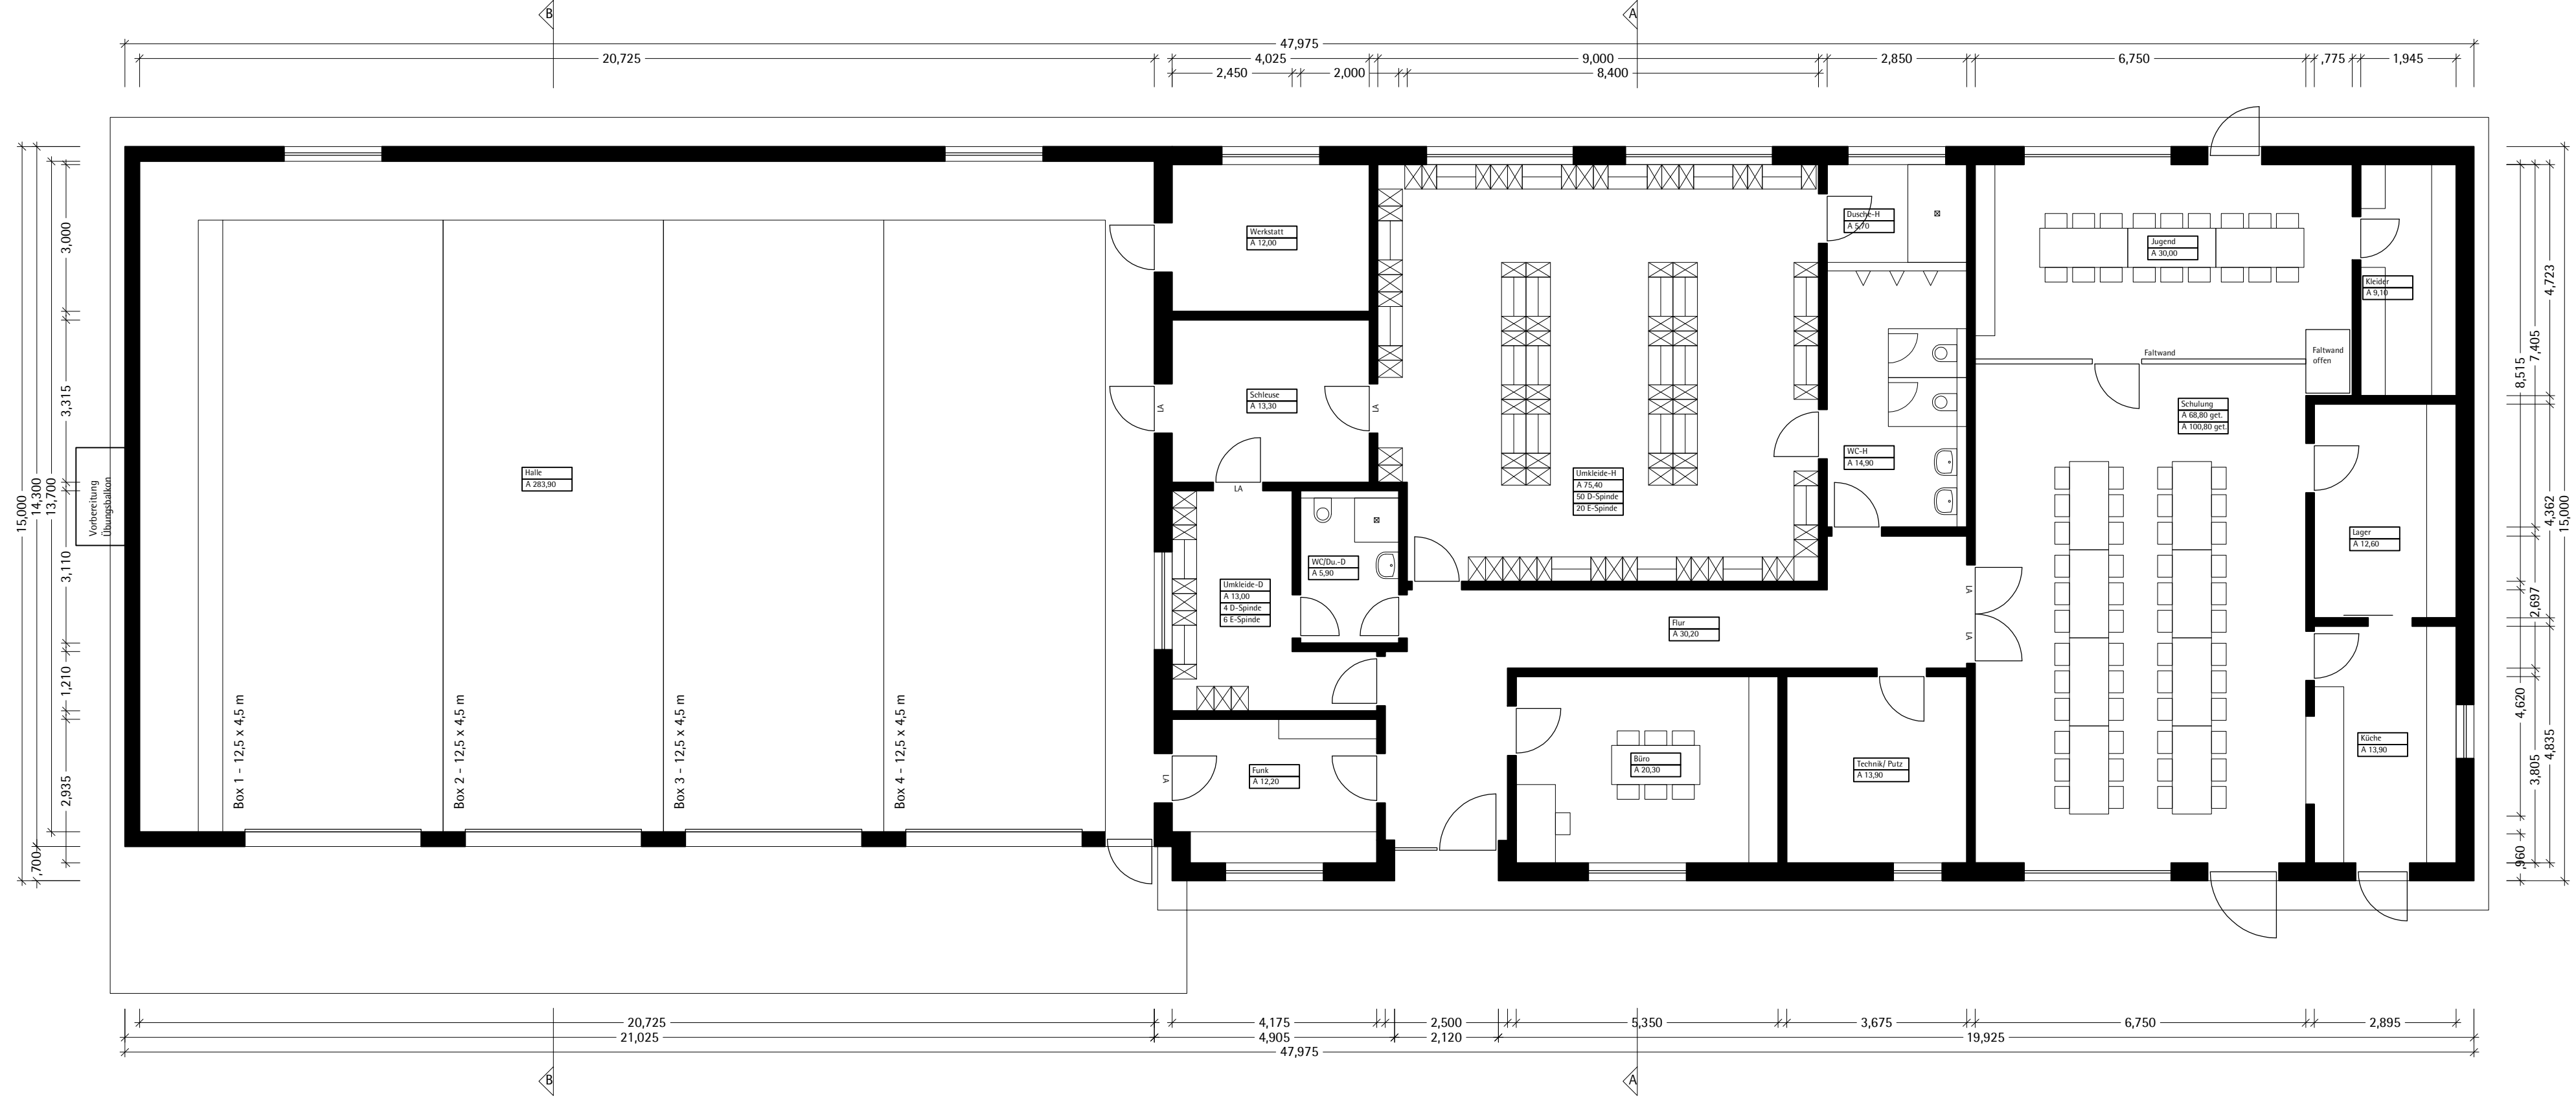 B
A
47,975
20,725
4,025
9,000
2,850
6,750
,775
1,945
2,450
2,000
8,400
15,000
14,300
13,700
,700
3,000
3,315
3,110
1,210
2,935
Vorbereitung
Übungsbalkon
Halle
A 283,90
Box 1 - 12,5 x 4,5 m
Box 2 - 12,5 x 4,5 m
Box 3 - 12,5 x 4,5 m
Box 4 - 12,5 x 4,5 m
Werkstatt
A 12,00
Schleuse
A 13,30
LA
LA
LA
Umkleide-D
A 13,00
4 D-Spinde
6 E-Spinde
WC/Du.-D
A 5,90
Funk
A 12,20
LA
Umkleide-H
A 75,40
50 D-Spinde
20 E-Spinde
Dusche-H
A 5,70
WC-H
A 14,90
Flur
A 30,20
LA
LA
Büro
A 20,30
Technik/ Putz
A 13,90
Jugend
A 30,00
Kleider
A 9,10
Faltwand
Faltwand
offen
Schulung
A 68,80 get.
A 100,80 get.
Lager
A 12,60
Küche
A 13,90
8,515
4,620
,960
7,405
2,697
3,805
4,723
4,362
4,835
15,000
20,725
4,175
2,500
5,350
3,675
6,750
2,895
21,025
4,905
2,120
19,925
47,975
B
A